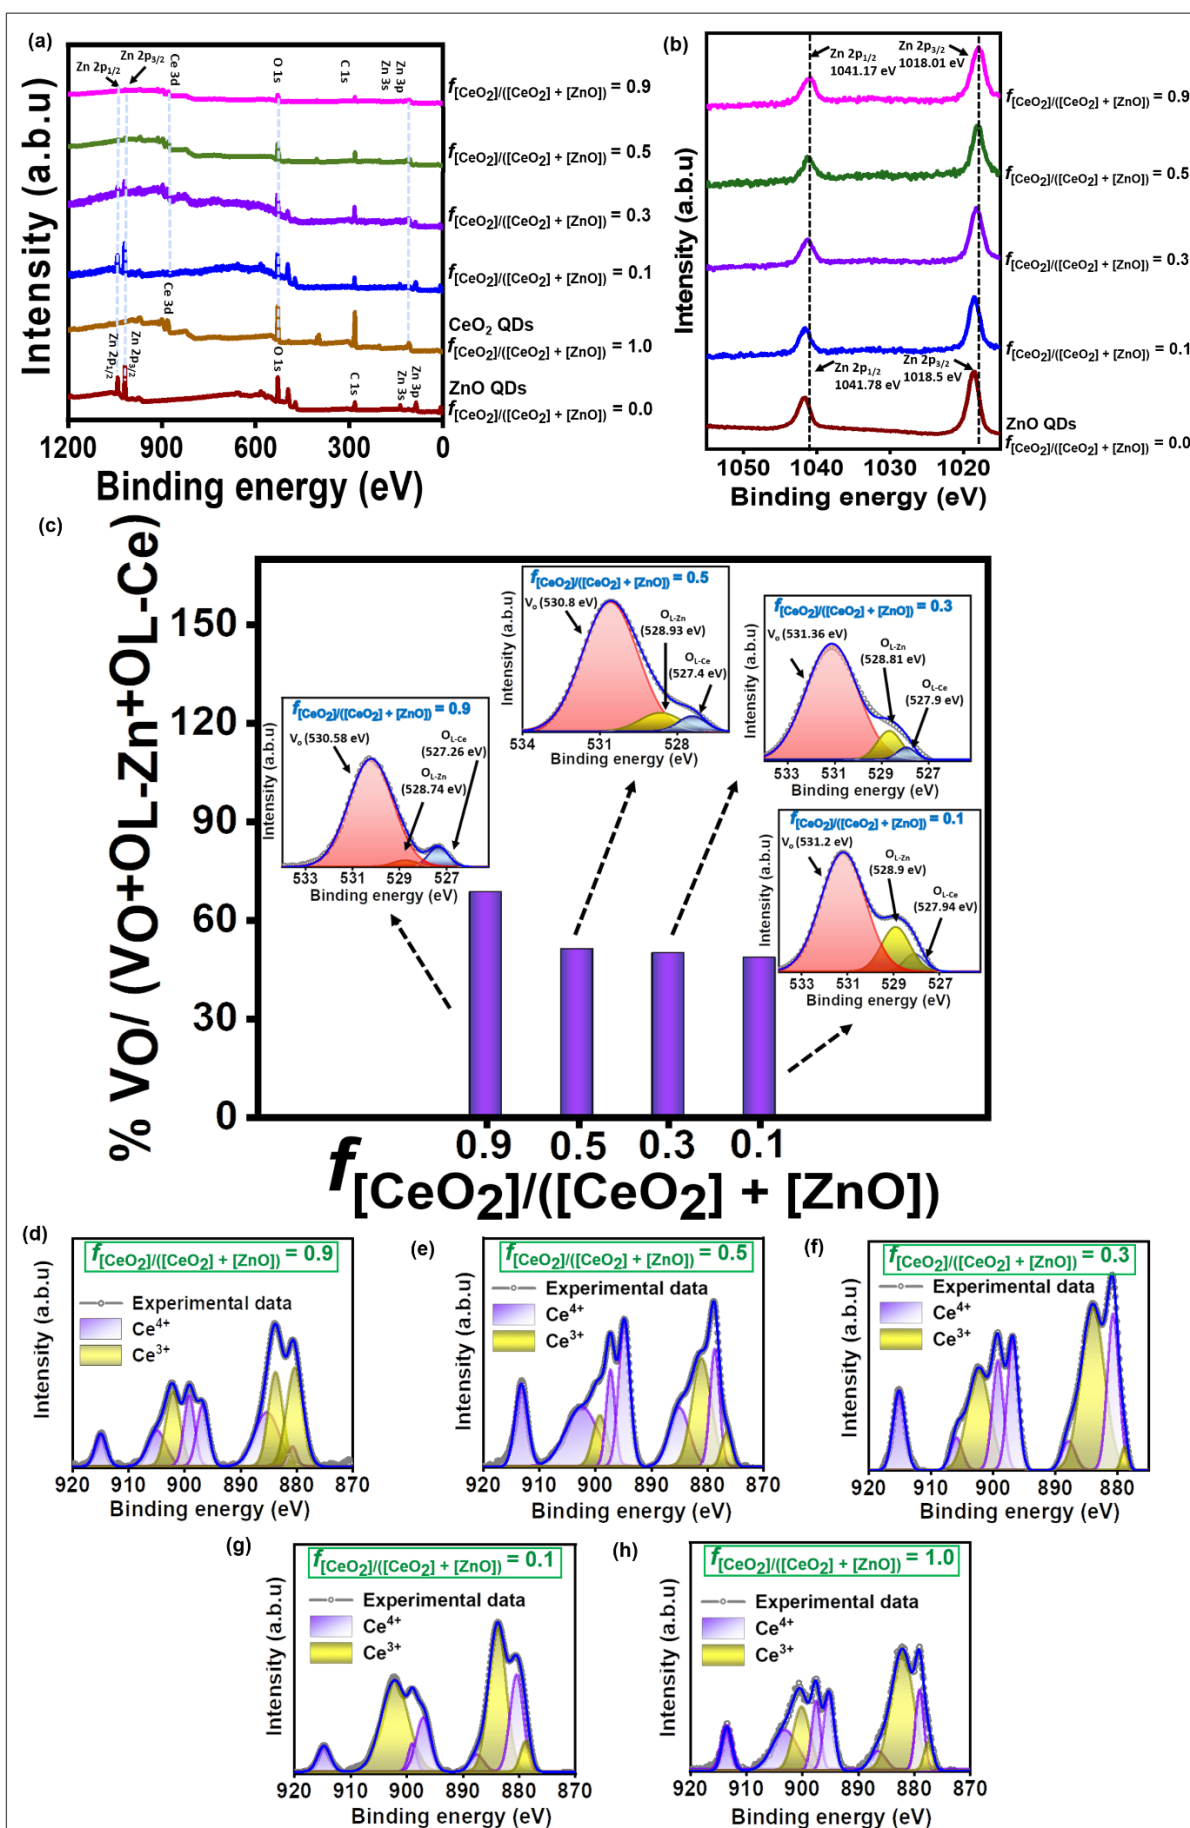 (a)
Zn 2p1/2
Zn 2p3/2
Ce 3d
O 1s
C 1s
Zn 3s
Zn 3p
f[CeO2]/([CeO2] + [ZnO]) = 0.9
f[CeO2]/([CeO2] + [ZnO]) = 0.5
f[CeO2]/([CeO2] + [ZnO]) = 0.3
f[CeO2]/([CeO2] + [ZnO]) = 0.1
Ce 3d
CeO2 QDs
f[CeO2]/([CeO2] + [ZnO]) = 1.0
Zn 2p1/2
Zn 2p3/2
O 1s
C 1s
Zn 3s
Zn 3p
ZnO QDs
f[CeO2]/([CeO2] + [ZnO]) = 0.0
Intensity (a.b.u)
1200 900 600 300 0
Binding energy (eV)
(b)
Zn 2p1/2
1041.17 eV
Zn 2p3/2
1018.01 eV
f[CeO2]/([CeO2] + [ZnO]) = 0.9
f[CeO2]/([CeO2] + [ZnO]) = 0.5
f[CeO2]/([CeO2] + [ZnO]) = 0.3
f[CeO2]/([CeO2] + [ZnO]) = 0.1
Zn 2p1/2
1041.78 eV
Zn 2p3/2
1018.5 eV
ZnO QDs
f[CeO2]/([CeO2] + [ZnO]) = 0.0
Intensity (a.b.u)
1050 1040 1030 1020
Binding energy (eV)
(c)
% VO/ (VO+OL-Zn+OL-Ce)
150
120
90
60
30
0
f[CeO2]/([CeO2] + [ZnO]) = 0.9
Vo (530.58 eV)
OL-Ce
(527.26 eV)
OL-Zn
(528.74 eV)
Intensity (a.b.u)
533 531 529 527
Binding energy (eV)
f[CeO2]/([CeO2] + [ZnO]) = 0.5
Vo (530.8 eV)
OL-Zn
(528.93 eV)
OL-Ce
(527.4 eV)
Intensity (a.b.u)
534 531 528
Binding energy (eV)
f[CeO2]/([CeO2] + [ZnO]) = 0.3
Vo (531.36 eV)
OL-Zn
(528.81 eV)
OL-Ce
(527.9 eV)
Intensity (a.b.u)
533 531 529 527
Binding energy (eV)
f[CeO2]/([CeO2] + [ZnO]) = 0.1
Vo (531.2 eV)
OL-Zn
(528.9 eV)
OL-Ce
(527.94 eV)
Intensity (a.b.u)
533 531 529 527
Binding energy (eV)
0.9 0.5 0.3 0.1
f[CeO2]/([CeO2] + [ZnO])
(d)
f[CeO2]/([CeO2] + [ZnO]) = 0.9
Experimental data
Ce4+
Ce3+
Intensity (a.b.u)
920 910 900 890 880 870
Binding energy (eV)
(e)
f[CeO2]/([CeO2] + [ZnO]) = 0.5
Experimental data
Ce4+
Ce3+
Intensity (a.b.u)
920 910 900 890 880 870
Binding energy (eV)
(f)
f[CeO2]/([CeO2] + [ZnO]) = 0.3
Experimental data
Ce4+
Ce3+
Intensity (a.b.u)
920 910 900 890 880
Binding energy (eV)
(g)
f[CeO2]/([CeO2] + [ZnO]) = 0.1
Experimental data
Ce4+
Ce3+
Intensity (a.b.u)
920 910 900 890 880 870
Binding energy (eV)
(h)
f[CeO2]/([CeO2] + [ZnO]) = 1.0
Experimental data
Ce4+
Ce3+
Intensity (a.b.u)
920 910 900 890 880 870
Binding energy (eV)